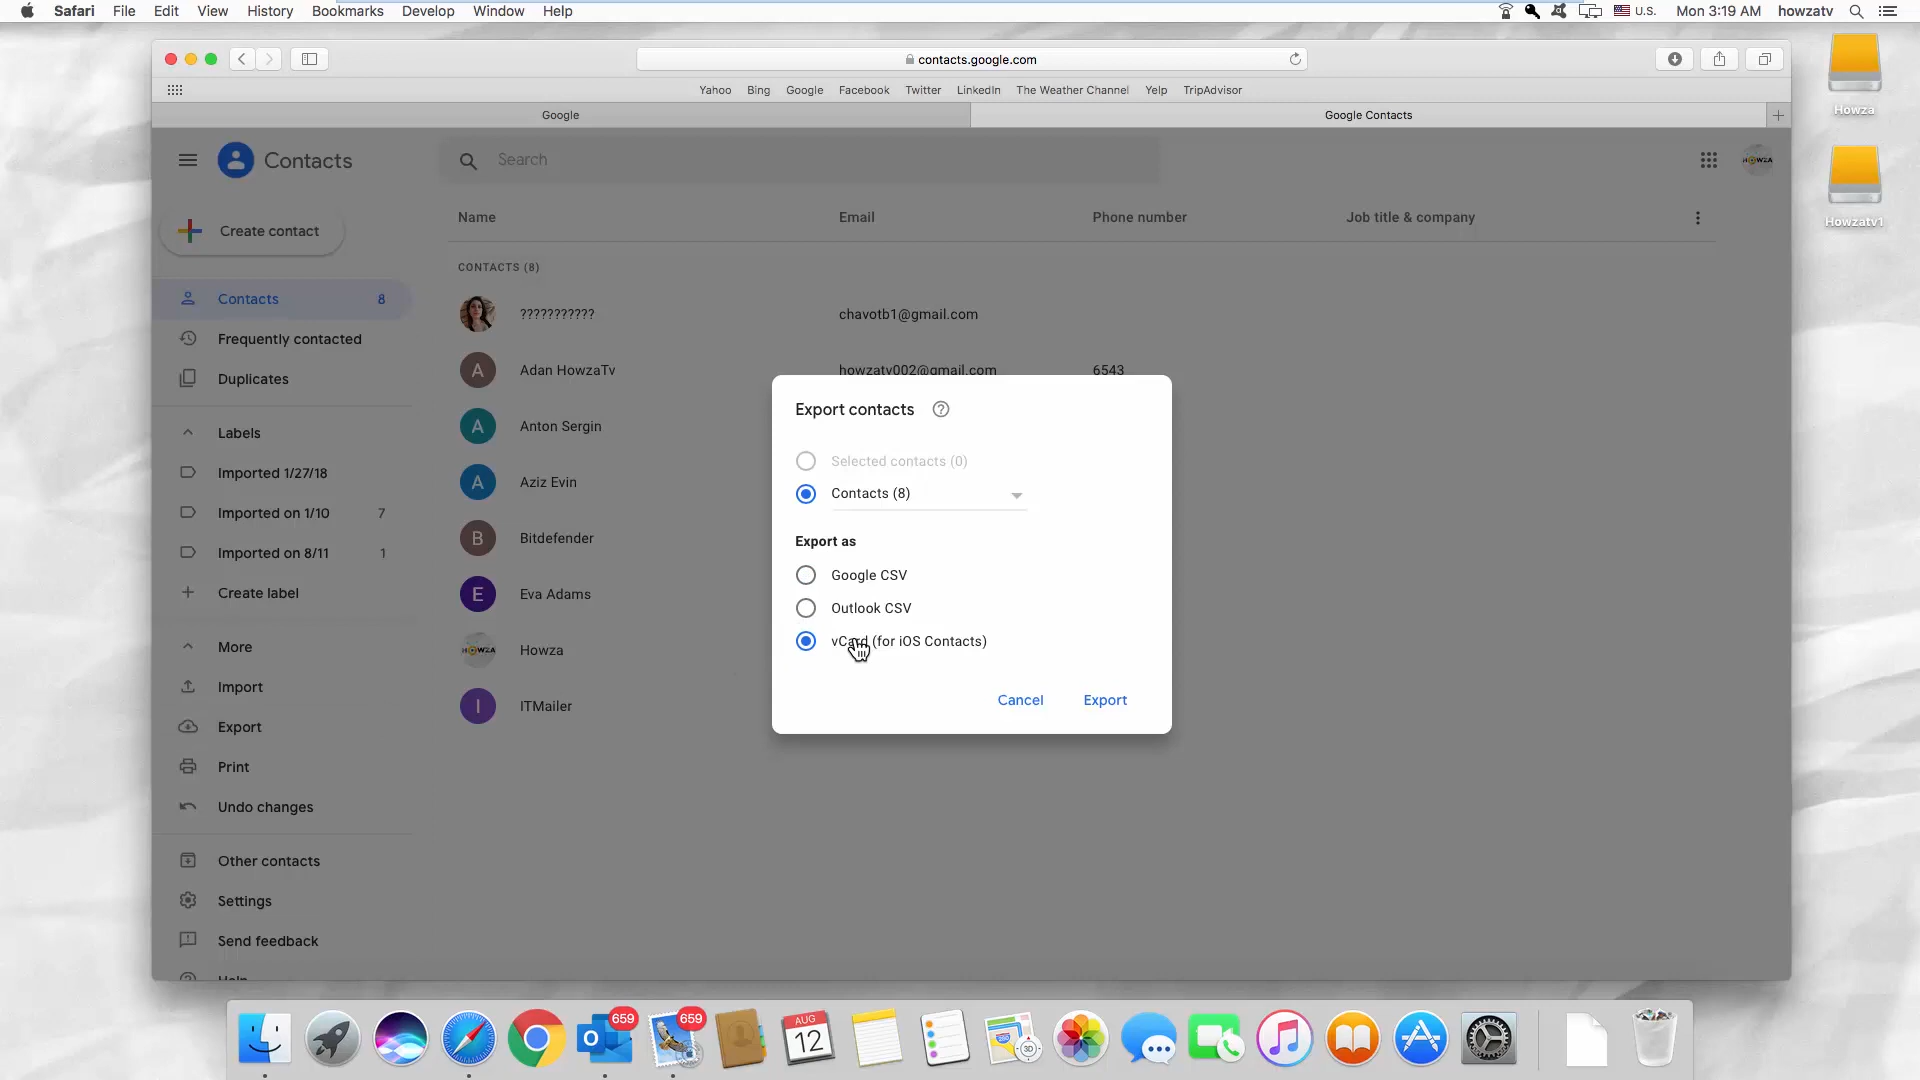 Safari File Edit View History Bookmarks Develop Window Help U.S. Mon 3:19 AM howzatv
contacts.google.com
Yahoo Bing Google Facebook Twitter LinkedIn The Weather Channel Yelp TripAdvisor
Google Google Contacts
Howza
Howzatv1
Contacts Search HOWZA
Create contact
Name Email Phone number Job title & company
CONTACTS (8)
Contacts 8
??????????? chavotb1@gmail.com
Frequently contacted
Duplicates
A Adan HowzaTv howzatv002@gmail.com 6543
Labels
A Anton Sergin
Imported 1/27/18
A Aziz Evin
Imported on 1/10 7
B Bitdefender
Imported on 8/11 1
Create label
E Eva Adams
More
HOWZA Howza
Import
I ITMailer
Export
Print
Undo changes
Other contacts
Settings
Send feedback
Help
Export contacts
Selected contacts (0)
Contacts (8)
Export as
Google CSV
Outlook CSV
vCard (for iOS Contacts)
Cancel Export
659 659
AUG
12
280
3D